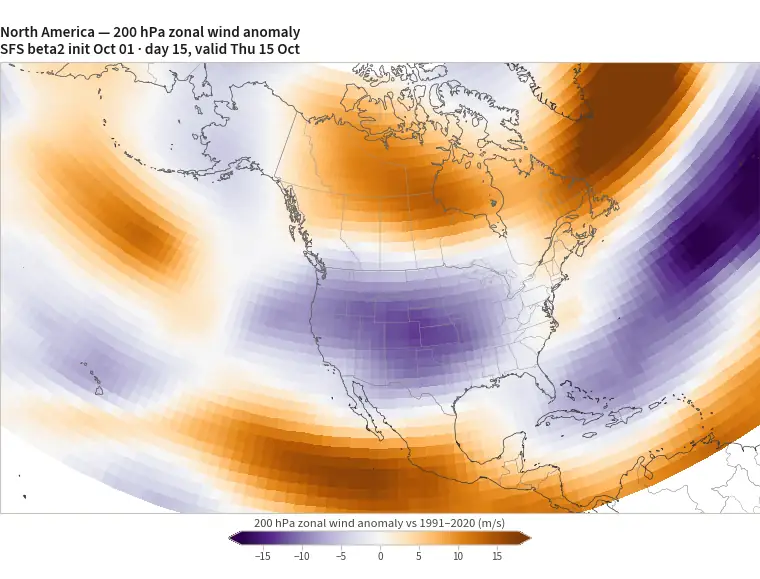 North America — 200 hPa zonal wind anomaly
SFS beta2 init Oct 01 · day 15, valid Thu 15 Oct
200 hPa zonal wind anomaly vs 1991–2020 (m/s)
−15 −10 −5 0 5 10 15